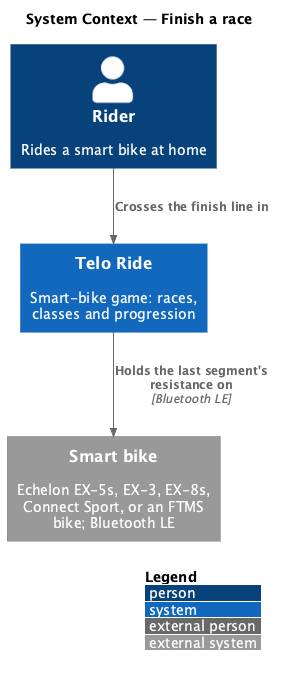 System Context — Finish a race
Rider
Rides a smart bike at home
Crosses the finish line in
Telo Ride
Smart-bike game: races,
classes and progression
Holds the last segment's
resistance on
[Bluetooth LE]
Smart bike
Echelon EX-5s, EX-3, EX-8s,
Connect Sport, or an FTMS
bike; Bluetooth LE
Legend
person
system
external person
external system